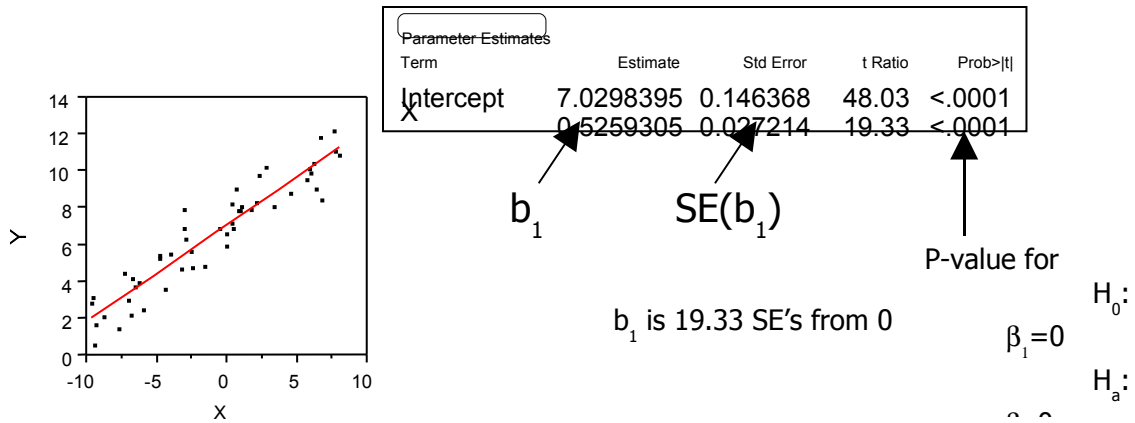 Parameter Estimates
Term Estimate Std Error t Ratio Prob>|t|
Intercept 7.0298395 0.146368 48.03 <.0001
X 0.5259305 0.027214 19.33 <.0001
14
12
10
8
6
4
2
0
Y
-10 -5 0 5 10
X
b1
SE(b1)
P-value for
H0:
β1=0
Ha:
b1 is 19.33 SE's from 0